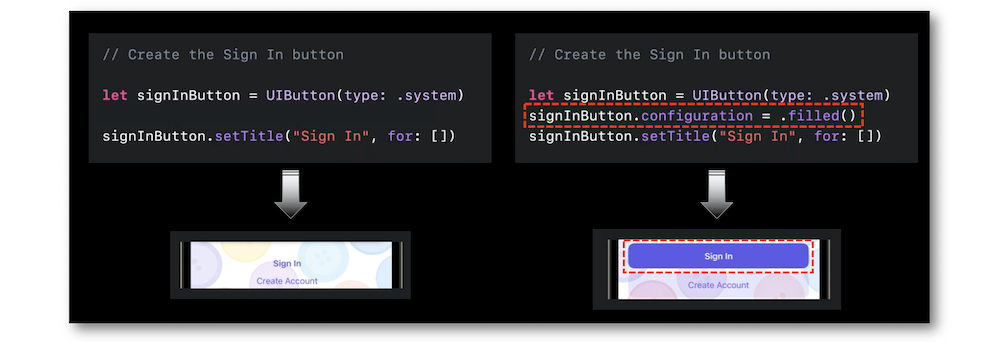 // Create the Sign In button
let signInButton = UIButton(type: .system)
signInButton.setTitle("Sign In", for: [])
Sign In
Create Account
// Create the Sign In button
let signInButton = UIButton(type: .system)
signInButton.configuration = .filled()
signInButton.setTitle("Sign In", for: [])
Sign In
Create Account